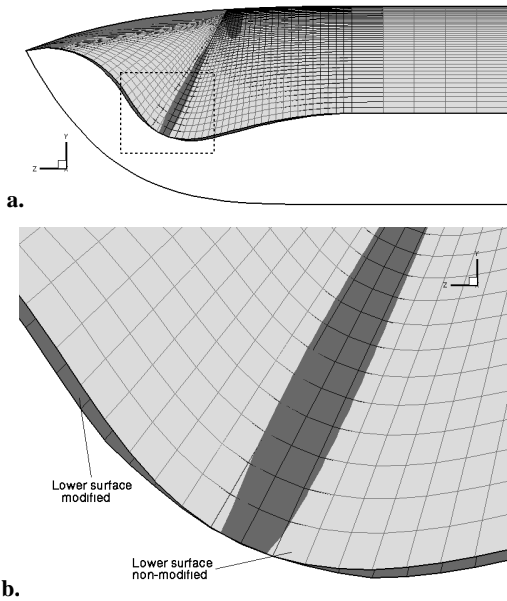 Y
Z
X
a.
Y
Z
Lower surface
modified
Lower surface
non-modified
b.